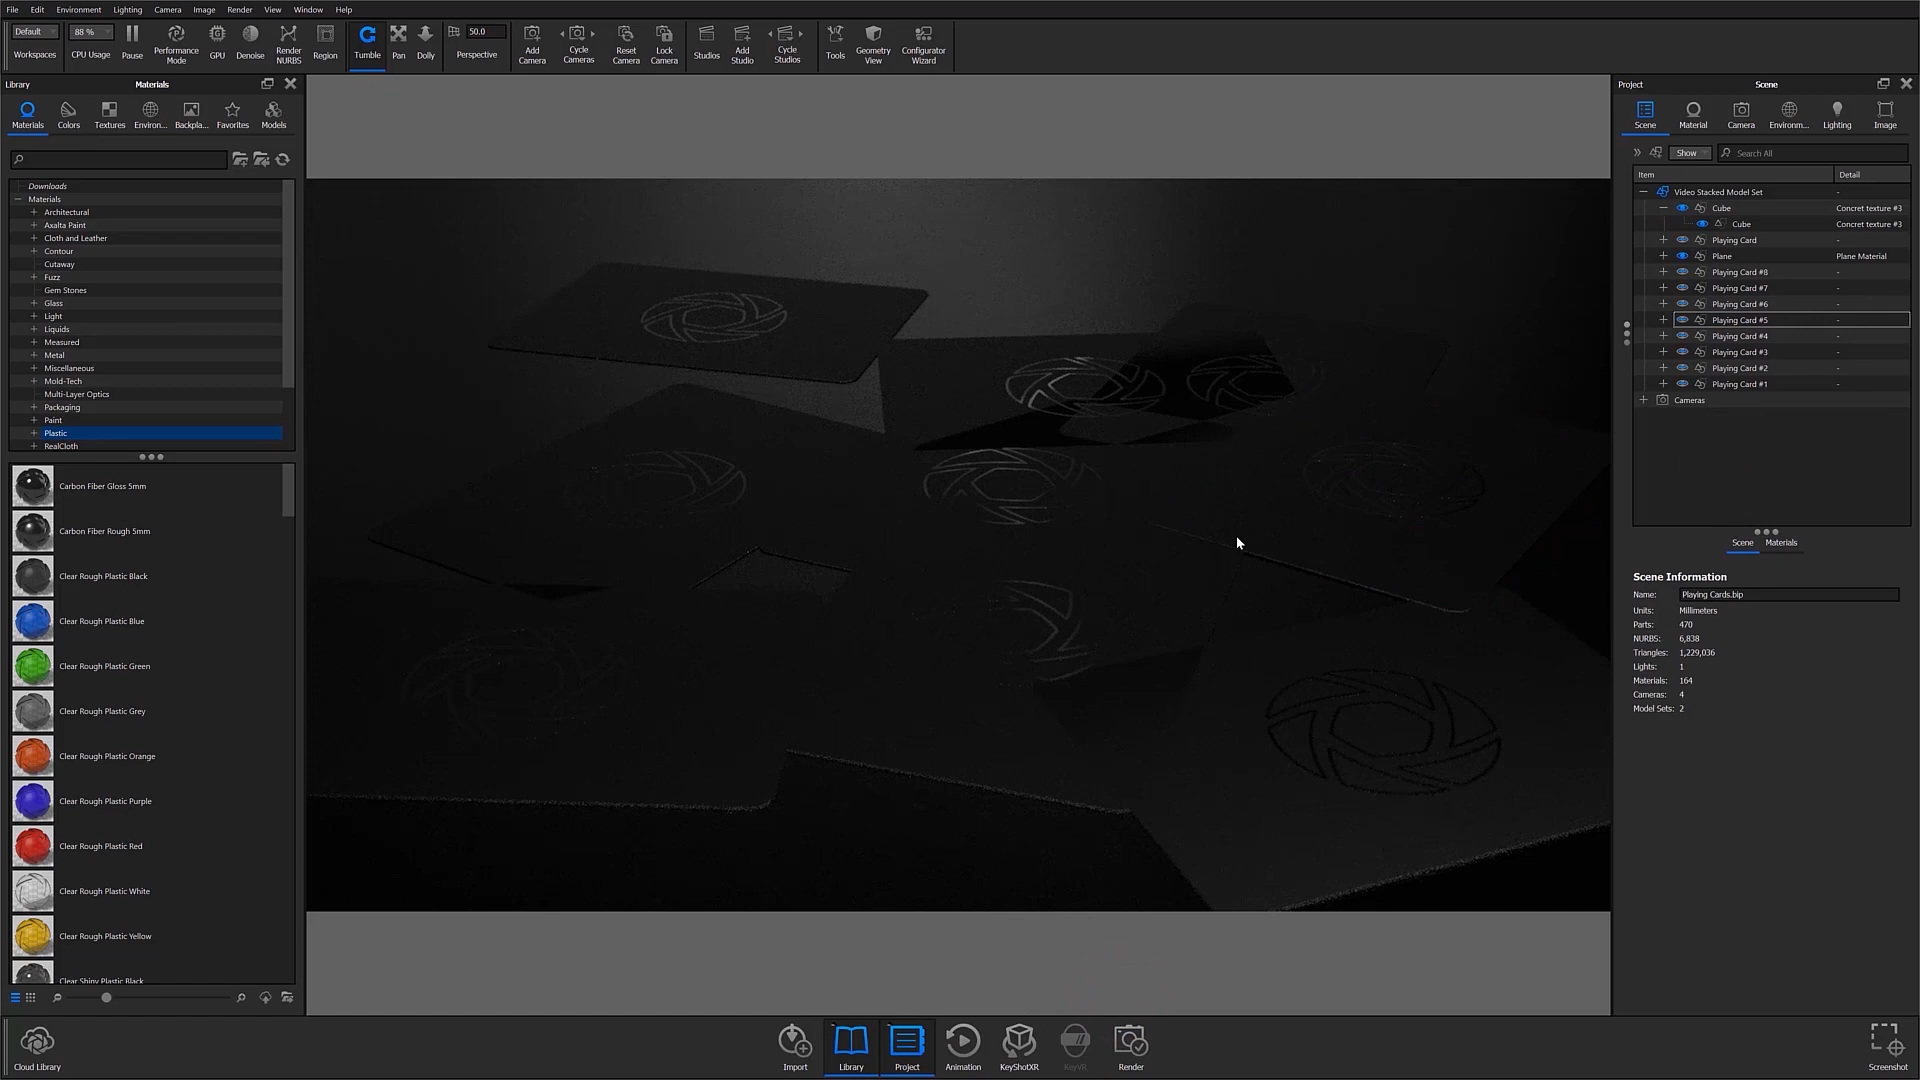 File Edit Environment Lighting Camera Image Render View Window Help
Default
88 %
50.0
Workspaces
CPU Usage
Pause
Performance Mode
GPU
Denoise
Render NURBS
Region
Tumble
Pan
Dolly
Perspective
Add Camera
Cycle Cameras
Reset Camera
Lock Camera
Studios
Add Studio
Cycle Studios
Tools
Geometry View
Configurator Wizard
Library
Materials
Materials
Colors
Textures
Environ...
Backpla...
Favorites
Models
Downloads
Materials
Architectural
Axalta Paint
Cloth and Leather
Contour
Cutaway
Fuzz
Gem Stones
Glass
Light
Liquids
Measured
Metal
Miscellaneous
Mold-Tech
Multi-Layer Optics
Packaging
Paint
Plastic
RealCloth
Carbon Fiber Gloss 5mm
Carbon Fiber Rough 5mm
Clear Rough Plastic Black
Clear Rough Plastic Blue
Clear Rough Plastic Green
Clear Rough Plastic Grey
Clear Rough Plastic Orange
Clear Rough Plastic Purple
Clear Rough Plastic Red
Clear Rough Plastic White
Clear Rough Plastic Yellow
Clear Shiny Plastic Black
Project
Scene
Scene
Material
Camera
Environm...
Lighting
Image
Show
Search All
Item Detail
Video Stacked Model Set -
Cube Concret texture #3
Cube Concret texture #3
Playing Card -
Plane Plane Material
Playing Card #8 -
Playing Card #7 -
Playing Card #6 -
Playing Card #5 -
Playing Card #4 -
Playing Card #3 -
Playing Card #2 -
Playing Card #1 -
Cameras
Scene Materials
Scene Information
Name: Playing Cards.bip
Units: Millimeters
Parts: 470
NURBS: 6,838
Triangles: 1,229,036
Lights: 1
Materials: 164
Cameras: 4
Model Sets: 2
Cloud Library
Import
Library
Project
Animation
KeyShotXR
KeyVR
Render
Screenshot